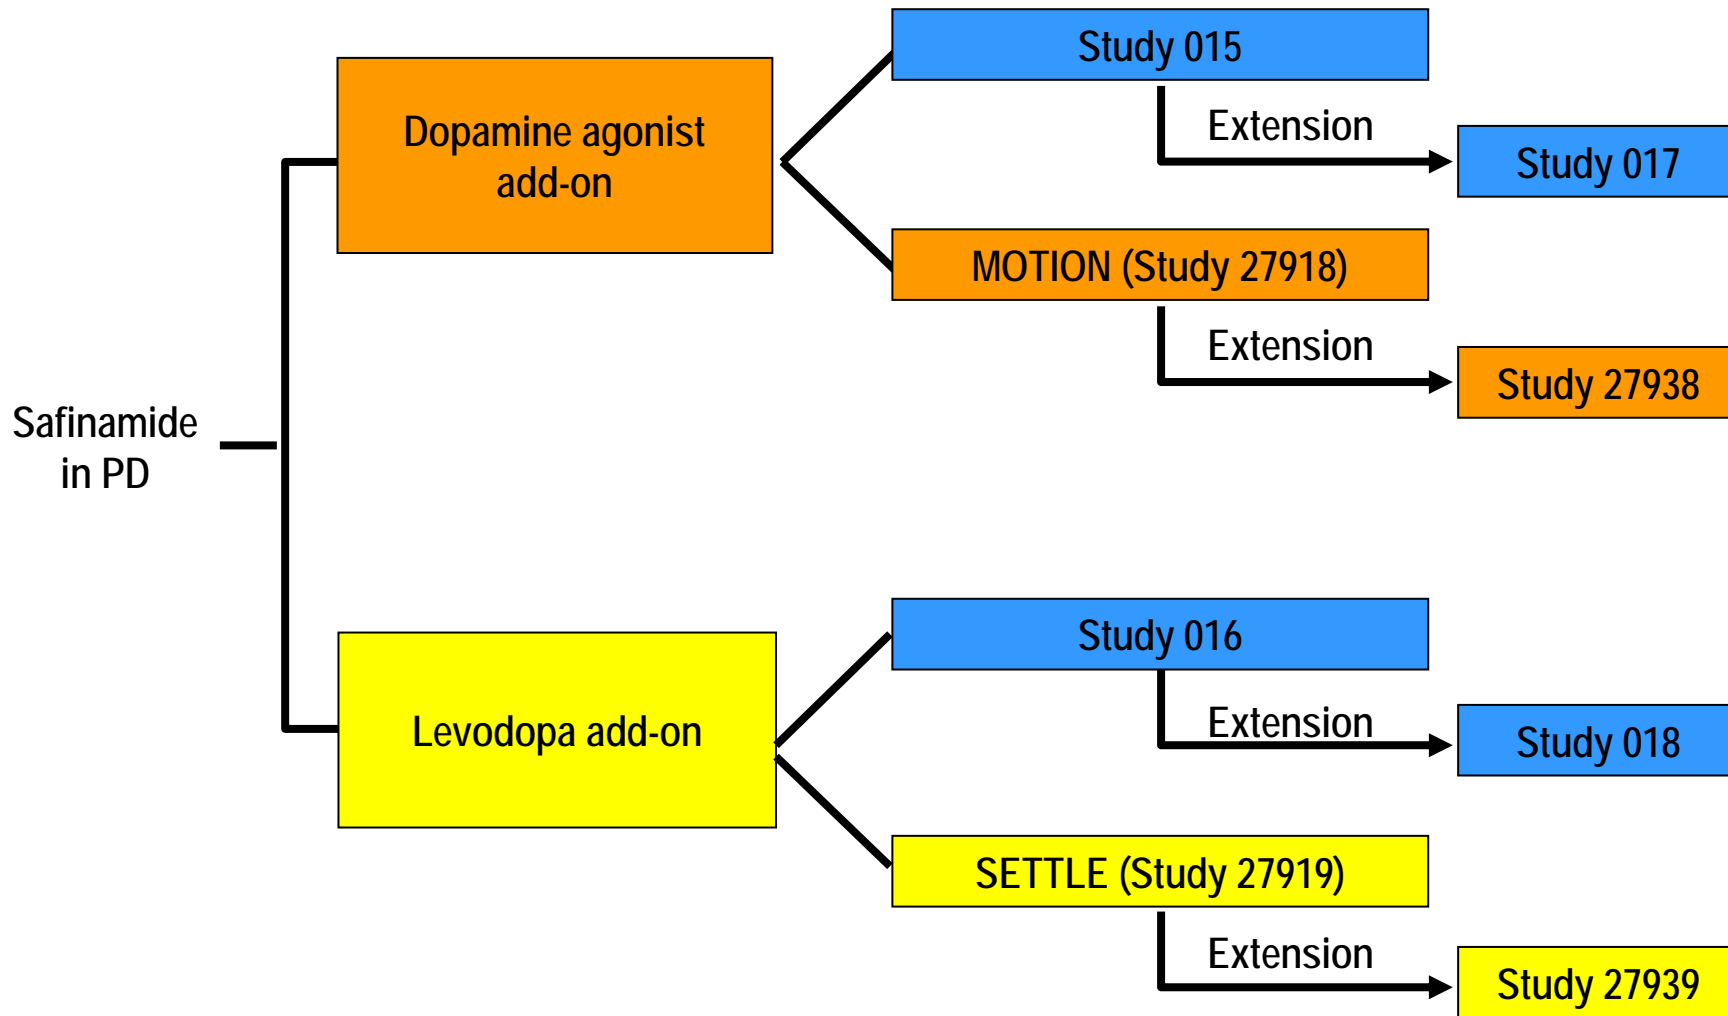 Safinamide
in PD
Dopamine agonist
add-on
Study 015
Extension
Study 017
MOTION (Study 27918)
Extension
Study 27938
Levodopa add-on
Study 016
Extension
Study 018
SETTLE (Study 27919)
Extension
Study 27939